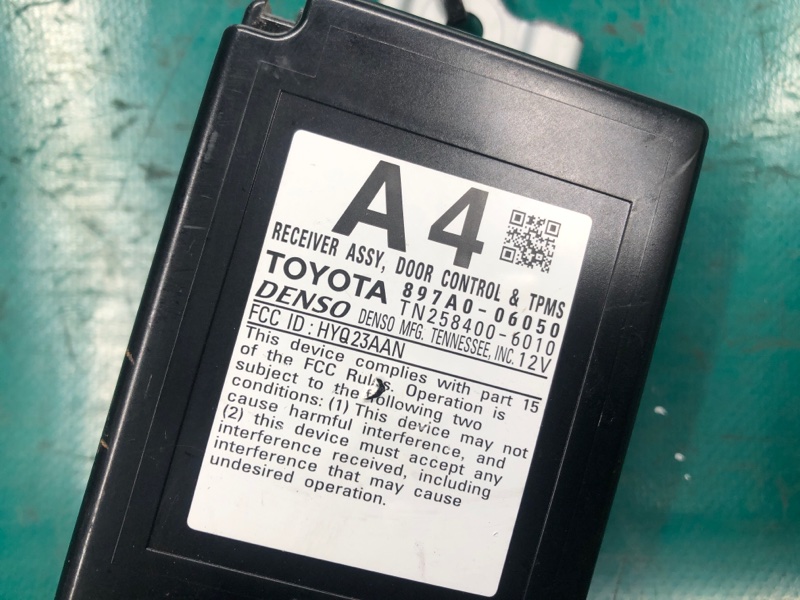 A4
RECEIVER ASSY, DOOR CONTROL & TPMS
TOYOTA 897A0-06050
TN258400-6010
DENSO DENSO MFG. TENNESSEE, INC. 12V
FCC ID : HYQ23AAN
This device complies with part 15
of the FCC Rules. Operation is
subject to the following two
conditions: (1) This device may not
cause harmful interference, and
(2) this device must accept any
interference received, including
interference that may cause
undesired operation.